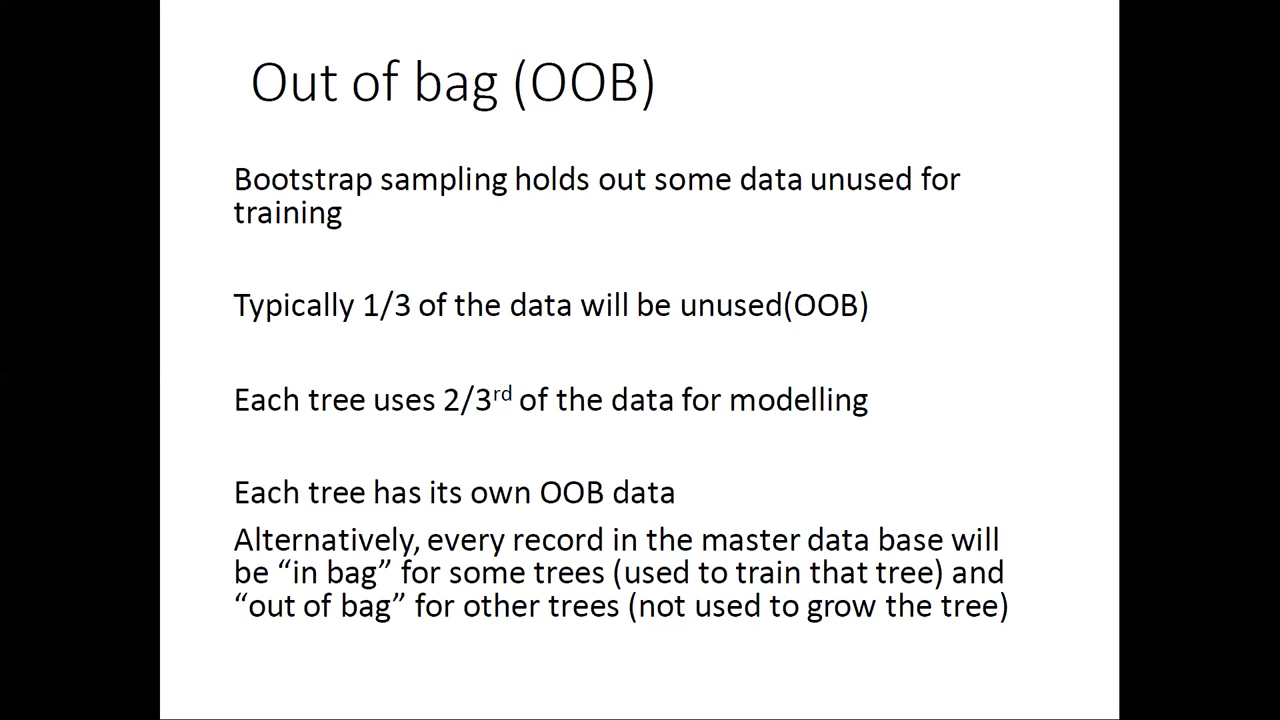 Out of bag (OOB)
Bootstrap sampling holds out some data unused for
training
Typically 1/3 of the data will be unused(OOB)
Each tree uses 2/3rd of the data for modelling
Each tree has its own OOB data
Alternatively, every record in the master data base will
be “in bag” for some trees (used to train that tree) and
“out of bag” for other trees (not used to grow the tree)